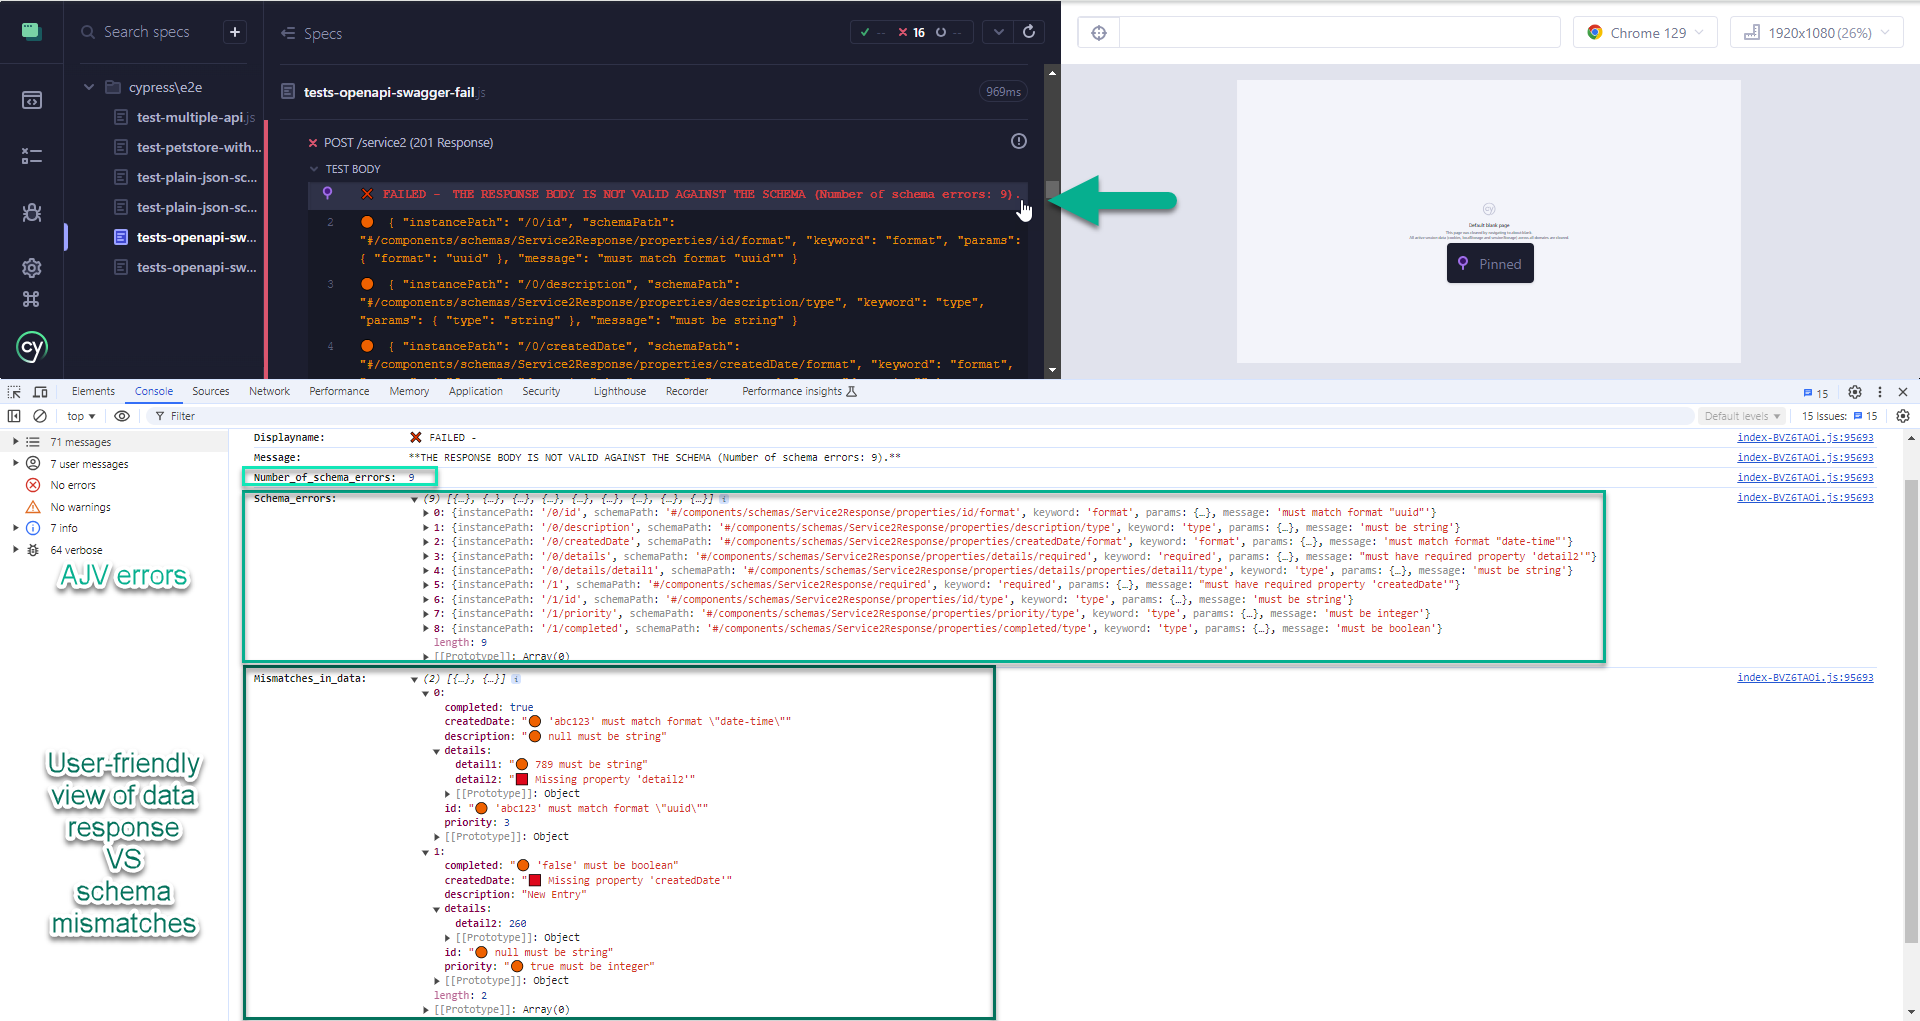 Search specs
+
Specs
--
16
--
Chrome 129
1920x1080 (26%)
cypress\e2e
test-multiple-api.js
test-petstore-with...
test-plain-json-sc...
test-plain-json-sc...
tests-openapi-sw...
tests-openapi-sw...
tests-openapi-swagger-fail.js
969ms
POST /service2 (201 Response)
TEST BODY
FAILED - THE RESPONSE BODY IS NOT VALID AGAINST THE SCHEMA (Number of schema errors: 9).
2 { "instancePath": "/0/id", "schemaPath":
"#/components/schemas/Service2Response/properties/id/format", "keyword": "format", "params":
{ "format": "uuid" }, "message": "must match format "uuid"" }
3 { "instancePath": "/0/description", "schemaPath":
"#/components/schemas/Service2Response/properties/description/type", "keyword": "type",
"params": { "type": "string" }, "message": "must be string" }
4 { "instancePath": "/0/createdDate", "schemaPath":
"#/components/schemas/Service2Response/properties/createdDate/format", "keyword": "format",
cy
Default blank page
Pinned
Elements
Console
Sources
Network
Performance
Memory
Application
Security
Lighthouse
Recorder
Performance insights
15
top
Filter
Default levels
15 Issues:
15
71 messages
7 user messages
No errors
No warnings
7 info
64 verbose
AJV errors
User-friendly
view of data
response
VS
schema
mismatches
Displayname: FAILED - index-BVZ6TAOi.js:95693
Message: **THE RESPONSE BODY IS NOT VALID AGAINST THE SCHEMA (Number of schema errors: 9).** index-BVZ6TAOi.js:95693
Number_of_schema_errors: 9 index-BVZ6TAOi.js:95693
Schema_errors: (9) [{…}, {…}, {…}, {…}, {…}, {…}, {…}, {…}, {…}] i index-BVZ6TAOi.js:95693
0: {instancePath: '/0/id', schemaPath: '#/components/schemas/Service2Response/properties/id/format', keyword: 'format', params: {…}, message: 'must match format "uuid"'}
1: {instancePath: '/0/description', schemaPath: '#/components/schemas/Service2Response/properties/description/type', keyword: 'type', params: {…}, message: 'must be string'}
2: {instancePath: '/0/createdDate', schemaPath: '#/components/schemas/Service2Response/properties/createdDate/format', keyword: 'format', params: {…}, message: 'must match format "date-time"'}
3: {instancePath: '/0/details', schemaPath: '#/components/schemas/Service2Response/properties/details/required', keyword: 'required', params: {…}, message: "must have required property 'detail2'"}
4: {instancePath: '/0/details/detail1', schemaPath: '#/components/schemas/Service2Response/properties/details/properties/detail1/type', keyword: 'type', params: {…}, message: 'must be string'}
5: {instancePath: '/1', schemaPath: '#/components/schemas/Service2Response/required', keyword: 'required', params: {…}, message: "must have required property 'createdDate'"}
6: {instancePath: '/1/id', schemaPath: '#/components/schemas/Service2Response/properties/id/type', keyword: 'type', params: {…}, message: 'must be string'}
7: {instancePath: '/1/priority', schemaPath: '#/components/schemas/Service2Response/properties/priority/type', keyword: 'type', params: {…}, message: 'must be integer'}
8: {instancePath: '/1/completed', schemaPath: '#/components/schemas/Service2Response/properties/completed/type', keyword: 'type', params: {…}, message: 'must be boolean'}
length: 9
[[Prototype]]: Array(0)
Mismatches_in_data: (2) [{…}, {…}] i index-BVZ6TAOi.js:95693
0:
completed: true
createdDate: " 'abc123' must match format \"date-time\""
description: " null must be string"
details:
detail1: " 789 must be string"
detail2: " Missing property 'detail2'"
[[Prototype]]: Object
id: " 'abc123' must match format \"uuid\""
priority: 3
[[Prototype]]: Object
1:
completed: " 'false' must be boolean"
createdDate: " Missing property 'createdDate'"
description: "New Entry"
details:
detail2: 260
[[Prototype]]: Object
id: " null must be string"
priority: " true must be integer"
[[Prototype]]: Object
length: 2
[[Prototype]]: Array(0)